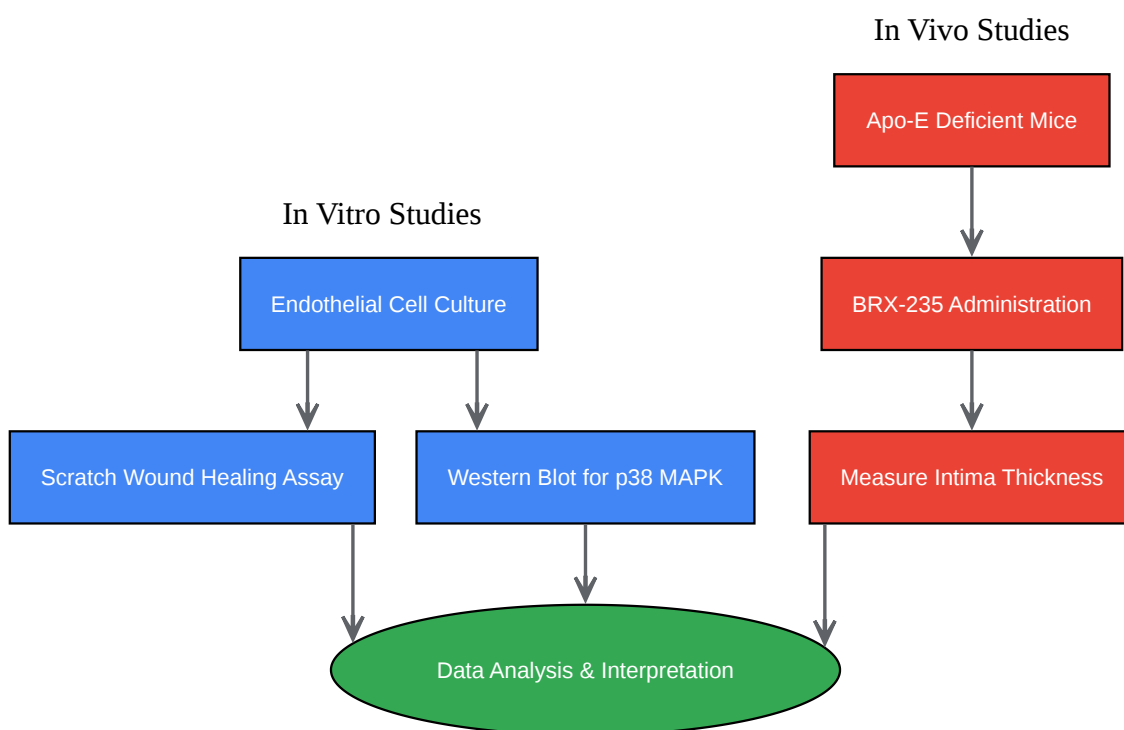 In Vivo Studies
Apo-E Deficient Mice
In Vitro Studies
Endothelial Cell Culture
BRX-235 Administration
Scratch Wound Healing Assay
Western Blot for p38 MAPK
Measure Intima Thickness
Data Analysis & Interpretation